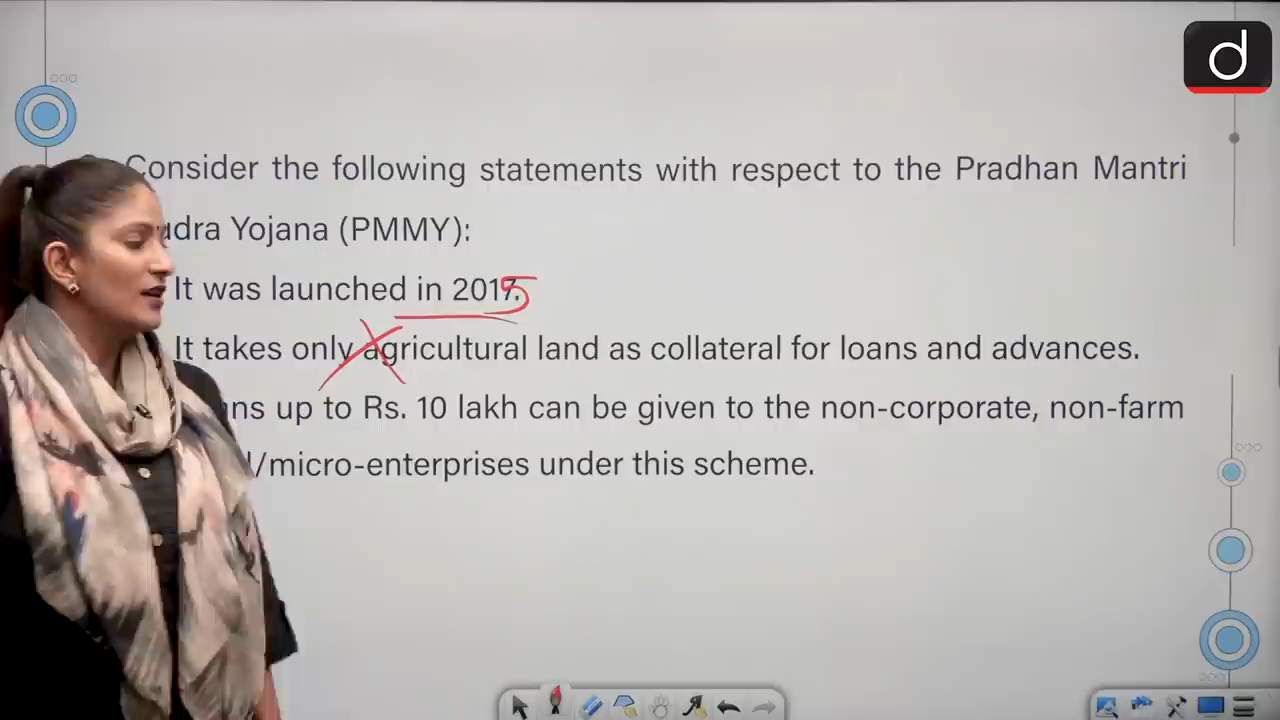 Consider the following statements with respect to the Pradhan Mantri
Yojana (PMMY):
It was launched in 2017.
5
It takes only agricultural land as collateral for loans and advances.
up to Rs. 10 lakh can be given to the non-corporate, non-farm
/micro-enterprises under this scheme.
d